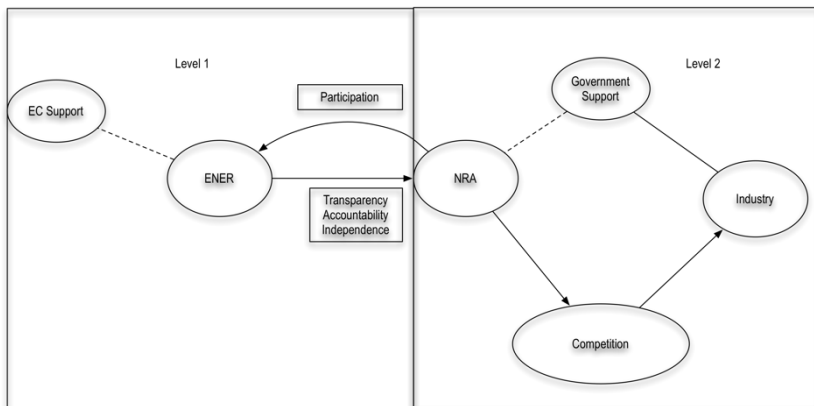 Level 1
Level 2
EC Support
Participation
Government
Support
ENER
NRA
Transparency
Accountability
Independence
Industry
Competition